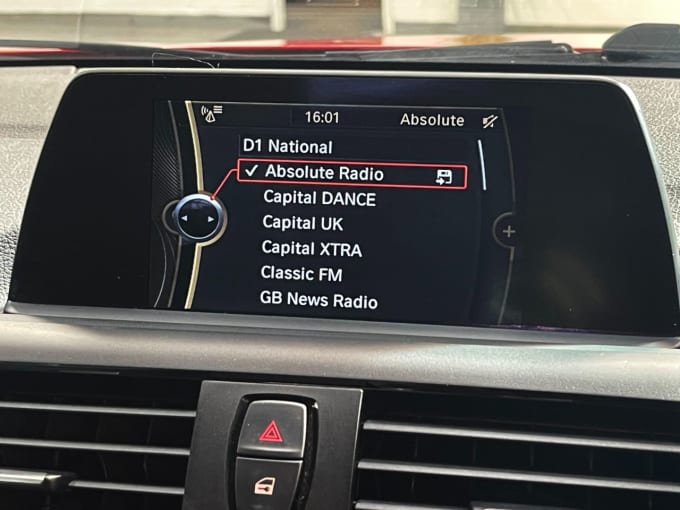 16:01 Absolute
D1 National
Absolute Radio
Capital DANCE
Capital UK
Capital XTRA
Classic FM
GB News Radio